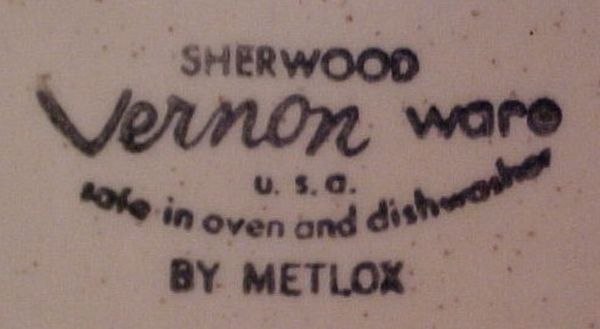 SHERWOOD
Vernon ware
u. s. a.
safe in oven and dishwasher
BY METLOX